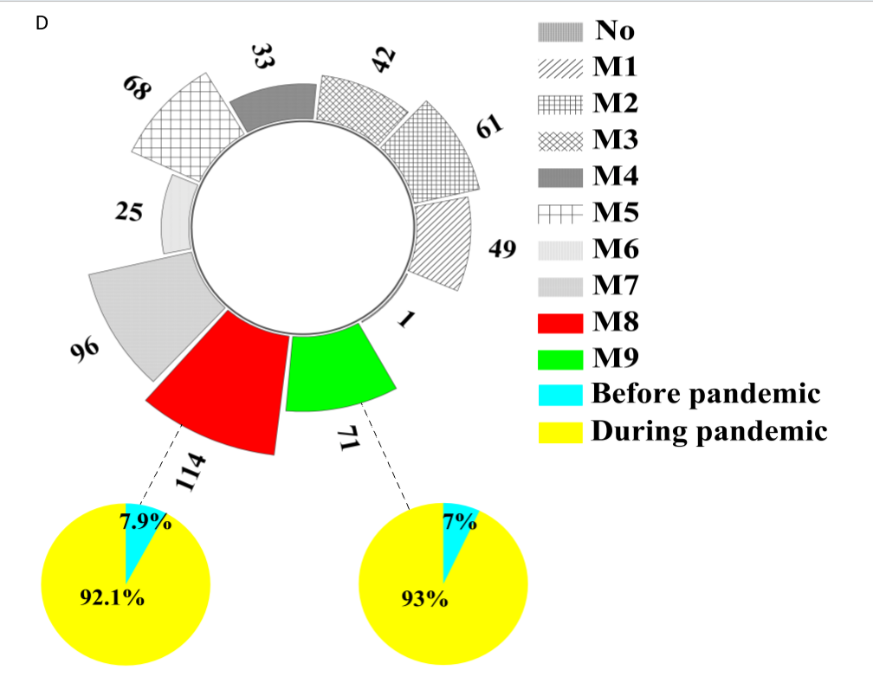 D
33
42
68
61
25
49
1
96
71
114
No
M1
M2
M3
M4
M5
M6
M7
M8
M9
Before pandemic
During pandemic
7.9%
92.1%
7%
93%